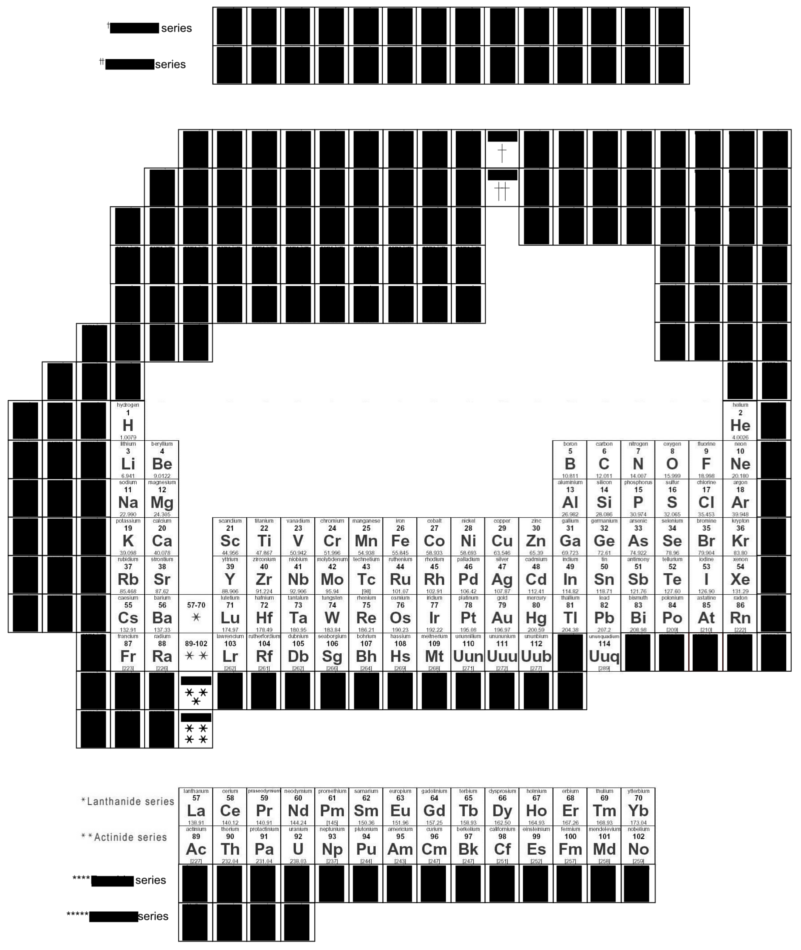 † series
†† series
†
††
hydrogen helium
1 2
H He
1.0079 4.0026
lithium beryllium boron carbon nitrogen oxygen fluorine neon
3 4 5 6 7 8 9 10
Li Be B C N O F Ne
6.941 9.0122 10.811 12.011 14.007 15.999 18.998 20.180
sodium magnesium aluminium silicon phosphorus sulfur chlorine argon
11 12 13 14 15 16 17 18
Na Mg Al Si P S Cl Ar
22.990 24.305 26.982 28.086 30.974 32.065 35.453 39.948
potassium calcium scandium titanium vanadium chromium manganese iron cobalt nickel copper zinc gallium germanium arsenic selenium bromine krypton
19 20 21 22 23 24 25 26 27 28 29 30 31 32 33 34 35 36
K Ca Sc Ti V Cr Mn Fe Co Ni Cu Zn Ga Ge As Se Br Kr
39.098 40.078 44.956 47.867 50.942 51.996 54.938 55.845 58.933 58.693 63.546 65.39 69.723 72.61 74.922 78.96 79.904 83.80
rubidium strontium yttrium zirconium niobium molybdenum technetium ruthenium rhodium palladium silver cadmium indium tin antimony tellurium iodine xenon
37 38 39 40 41 42 43 44 45 46 47 48 49 50 51 52 53 54
Rb Sr Y Zr Nb Mo Tc Ru Rh Pd Ag Cd In Sn Sb Te I Xe
85.468 87.62 88.906 91.224 92.906 95.94 [98] 101.07 102.91 106.42 107.87 112.41 114.82 118.71 121.76 127.60 126.90 131.29
caesium barium lutetium hafnium tantalum tungsten rhenium osmium iridium platinum gold mercury thallium lead bismuth polonium astatine radon
55 56 57-70 71 72 73 74 75 76 77 78 79 80 81 82 83 84 85 86
Cs Ba * Lu Hf Ta W Re Os Ir Pt Au Hg Tl Pb Bi Po At Rn
132.91 137.33 174.97 178.49 180.95 183.84 186.21 190.23 192.22 195.08 196.97 200.59 204.38 207.2 208.98 [209] [210] [222]
francium radium lawrencium rutherfordium dubnium seaborgium bohrium hassium meitnerium ununnilium unununium ununbium ununquadium
87 88 89-102 103 104 105 106 107 108 109 110 111 112 114
Fr Ra * * Lr Rf Db Sg Bh Hs Mt Uun Uuu Uub Uuq
[223] [226] [262] [261] [262] [266] [264] [269] [268] [271] [272] [277] [289]
* * *
* * * *
lanthanum cerium praseodymium neodymium promethium samarium europium gadolinium terbium dysprosium holmium erbium thulium ytterbium
*Lanthanide series 57 58 59 60 61 62 63 64 65 66 67 68 69 70
La Ce Pr Nd Pm Sm Eu Gd Tb Dy Ho Er Tm Yb
138.91 140.12 140.91 144.24 [145] 150.36 151.96 157.25 158.93 162.50 164.93 167.26 168.93 173.04
actinium thorium protactinium uranium neptunium plutonium americium curium berkelium californium einsteinium fermium mendelevium nobelium
**Actinide series 89 90 91 92 93 94 95 96 97 98 99 100 101 102
Ac Th Pa U Np Pu Am Cm Bk Cf Es Fm Md No
[227] 232.04 231.04 238.03 [237] [244] [243] [247] [247] [251] [252] [257] [258] [259]
**** series
***** series